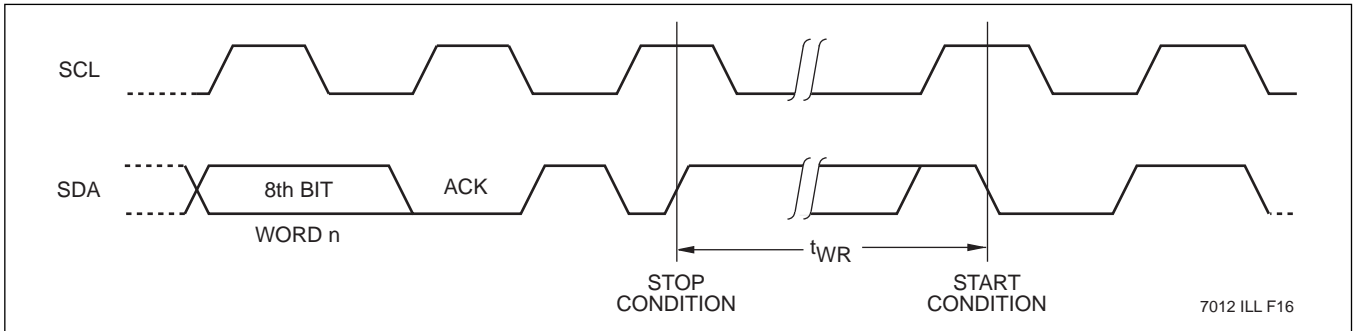 SCL
SDA
8th BIT
ACK
WORD n
tWR
STOP
CONDITION
START
CONDITION
7012 ILL F16